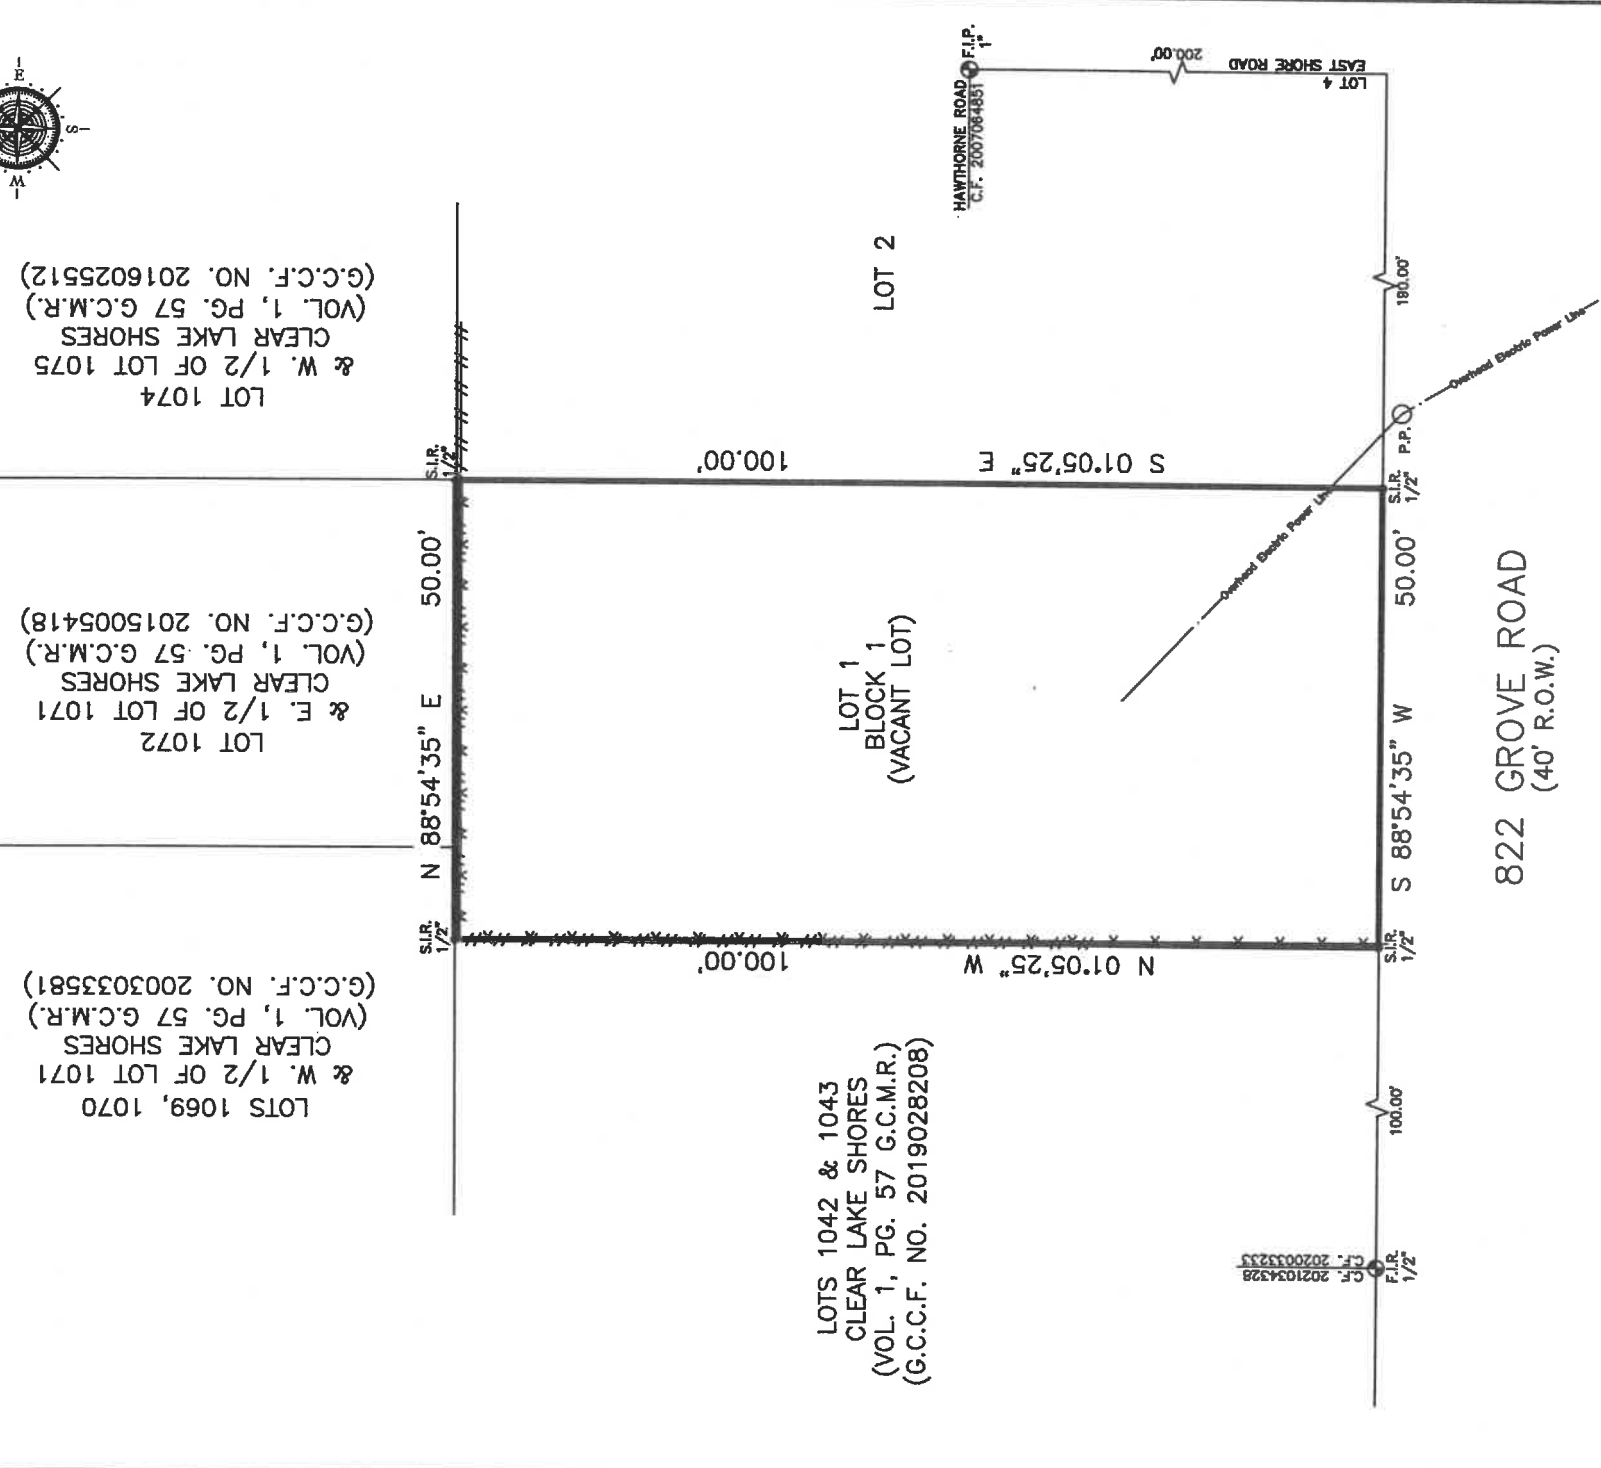 E
S
W
LOT 1074
& W. 1/2 OF LOT 1075
CLEAR LAKE SHORES
(VOL. 1, PG. 57 G.C.M.R.)
(G.C.C.F. NO. 2016025512)
LOT 1072
& E. 1/2 OF LOT 1071
CLEAR LAKE SHORES
(VOL. 1, PG. 57 G.C.M.R.)
(G.C.C.F. NO. 2015005418)
LOTS 1069, 1070
& W. 1/2 OF LOT 1071
CLEAR LAKE SHORES
(VOL. 1, PG. 57 G.C.M.R.)
(G.C.C.F. NO. 2003033581)
S.I.R.
1/2"
N 88°54'35" E 50.00'
S.I.R.
1/2"
N 01°05'25" W 100.00'
S 01°05'25" E 100.00'
LOT 1
BLOCK 1
(VACANT LOT)
LOT 2
HAWTHORNE ROAD
C.F. 2007064851
F.I.P.
1"
200.00'
EAST SHORE ROAD
LOT 4
LOTS 1042 & 1043
CLEAR LAKE SHORES
(VOL. 1, PG. 57 G.C.M.R.)
(G.C.C.F. NO. 2019028208)
Overhead Electric Power Line
Overhead Electric Power Line
C.F. 2021034328
C.F. 2020033233
F.I.R.
1/2"
100.00'
S.I.R.
1/2"
S 88°54'35" W 50.00'
S.I.R.
1/2"
P.P.
180.00'
822 GROVE ROAD
(40' R.O.W.)